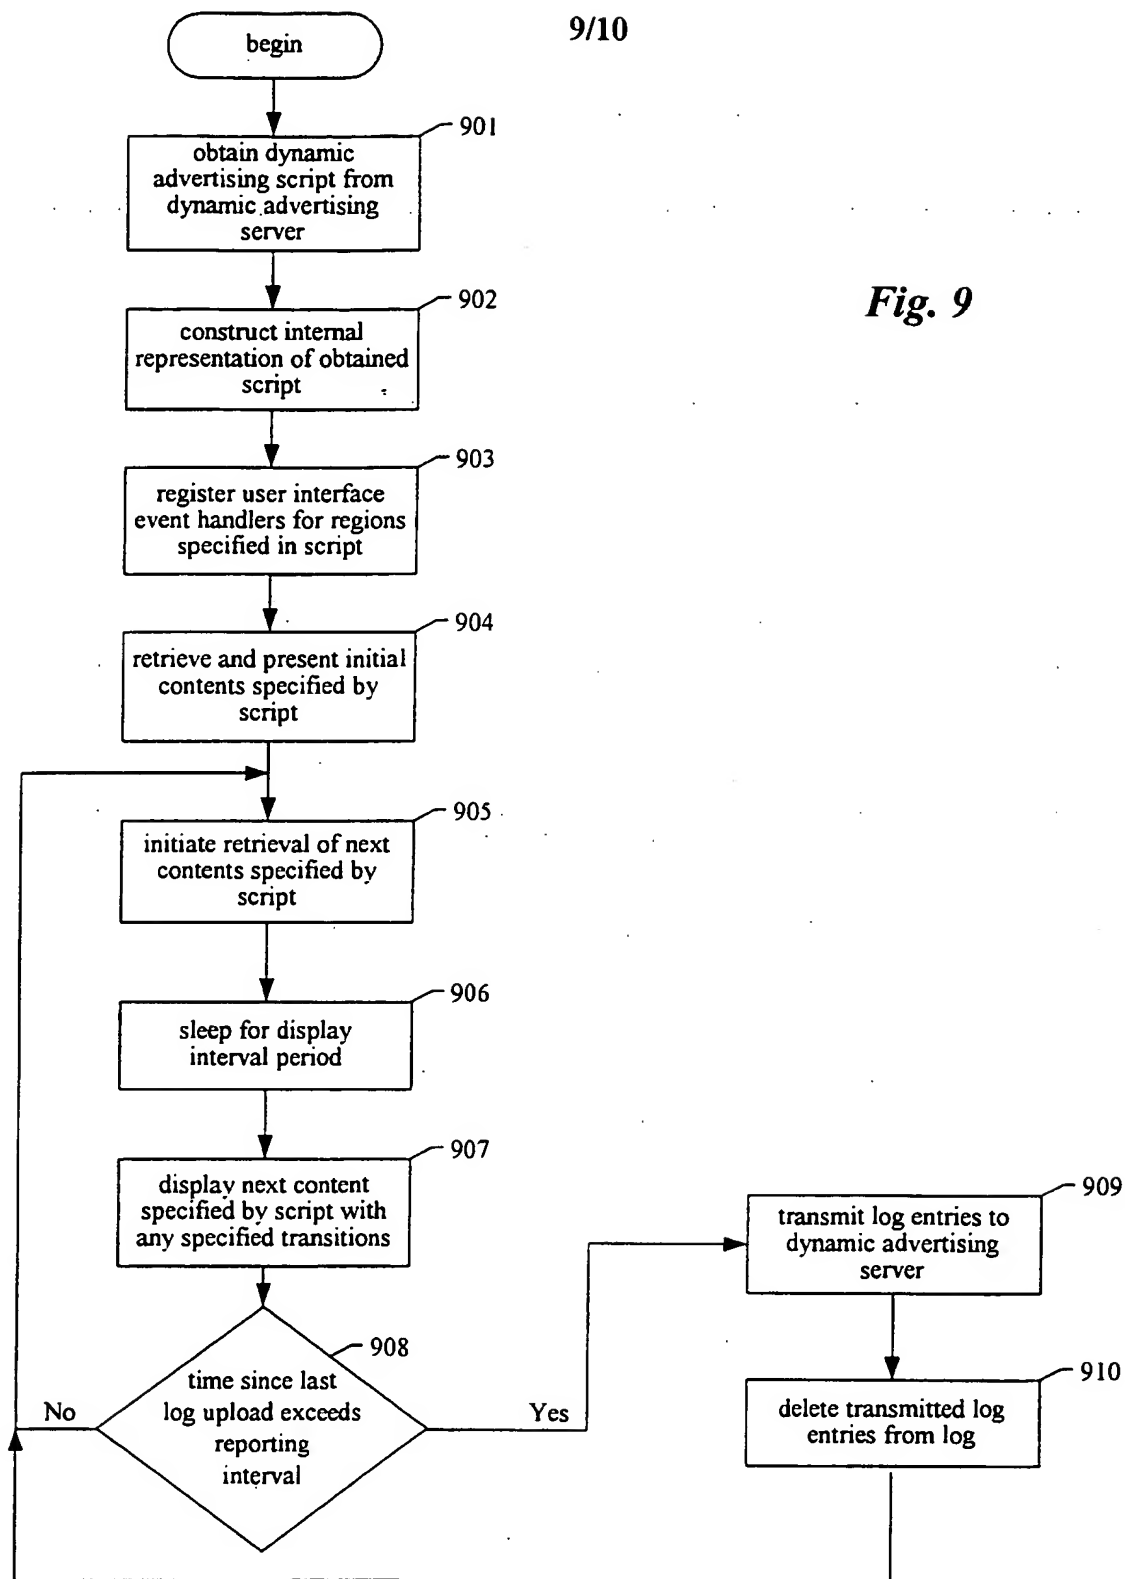 9/10
begin
901
obtain dynamic
advertising script from
dynamic advertising
server
902
construct internal
representation of obtained
script
Fig. 9
903
register user interface
event handlers for regions
specified in script
904
retrieve and present initial
contents specified by
script
905
initiate retrieval of next
contents specified by
script
906
sleep for display
interval period
907
display next content
specified by script with
any specified transitions
908
time since last
log upload exceeds
reporting
interval
No
Yes
909
transmit log entries to
dynamic advertising
server
910
delete transmitted log
entries from log